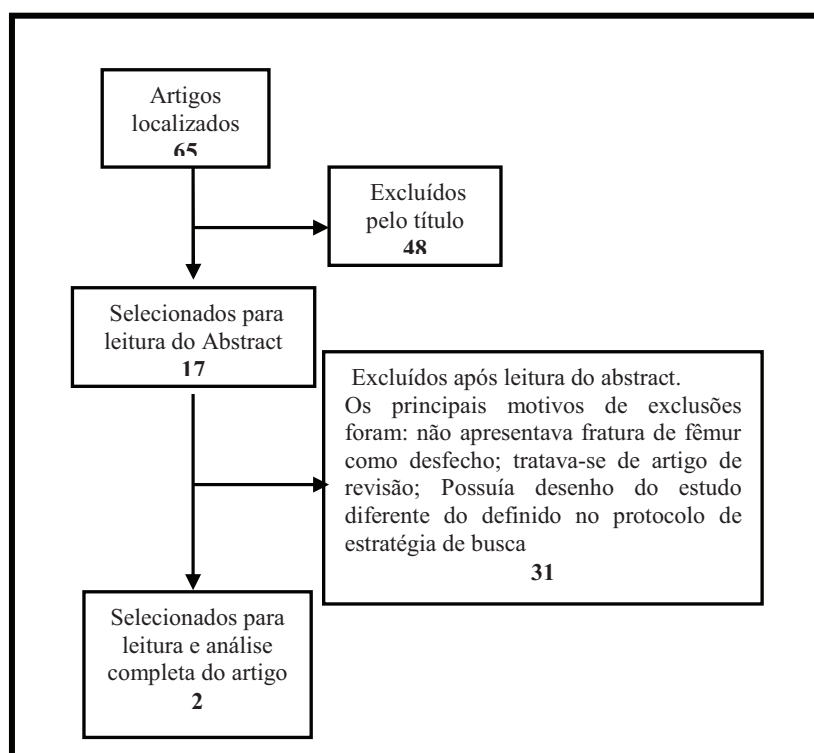 Artigos
localizados
65
Excluídos
pelo título
48
Selecionados para
leitura do Abstract
17
Excluídos após leitura do abstract.
Os principais motivos de exclusões
foram: não apresentava fratura de fêmur
como desfecho; tratava-se de artigo de
revisão; Possuía desenho do estudo
diferente do definido no protocolo de
estratégia de busca
31
Selecionados para
leitura e análise
completa do artigo
2